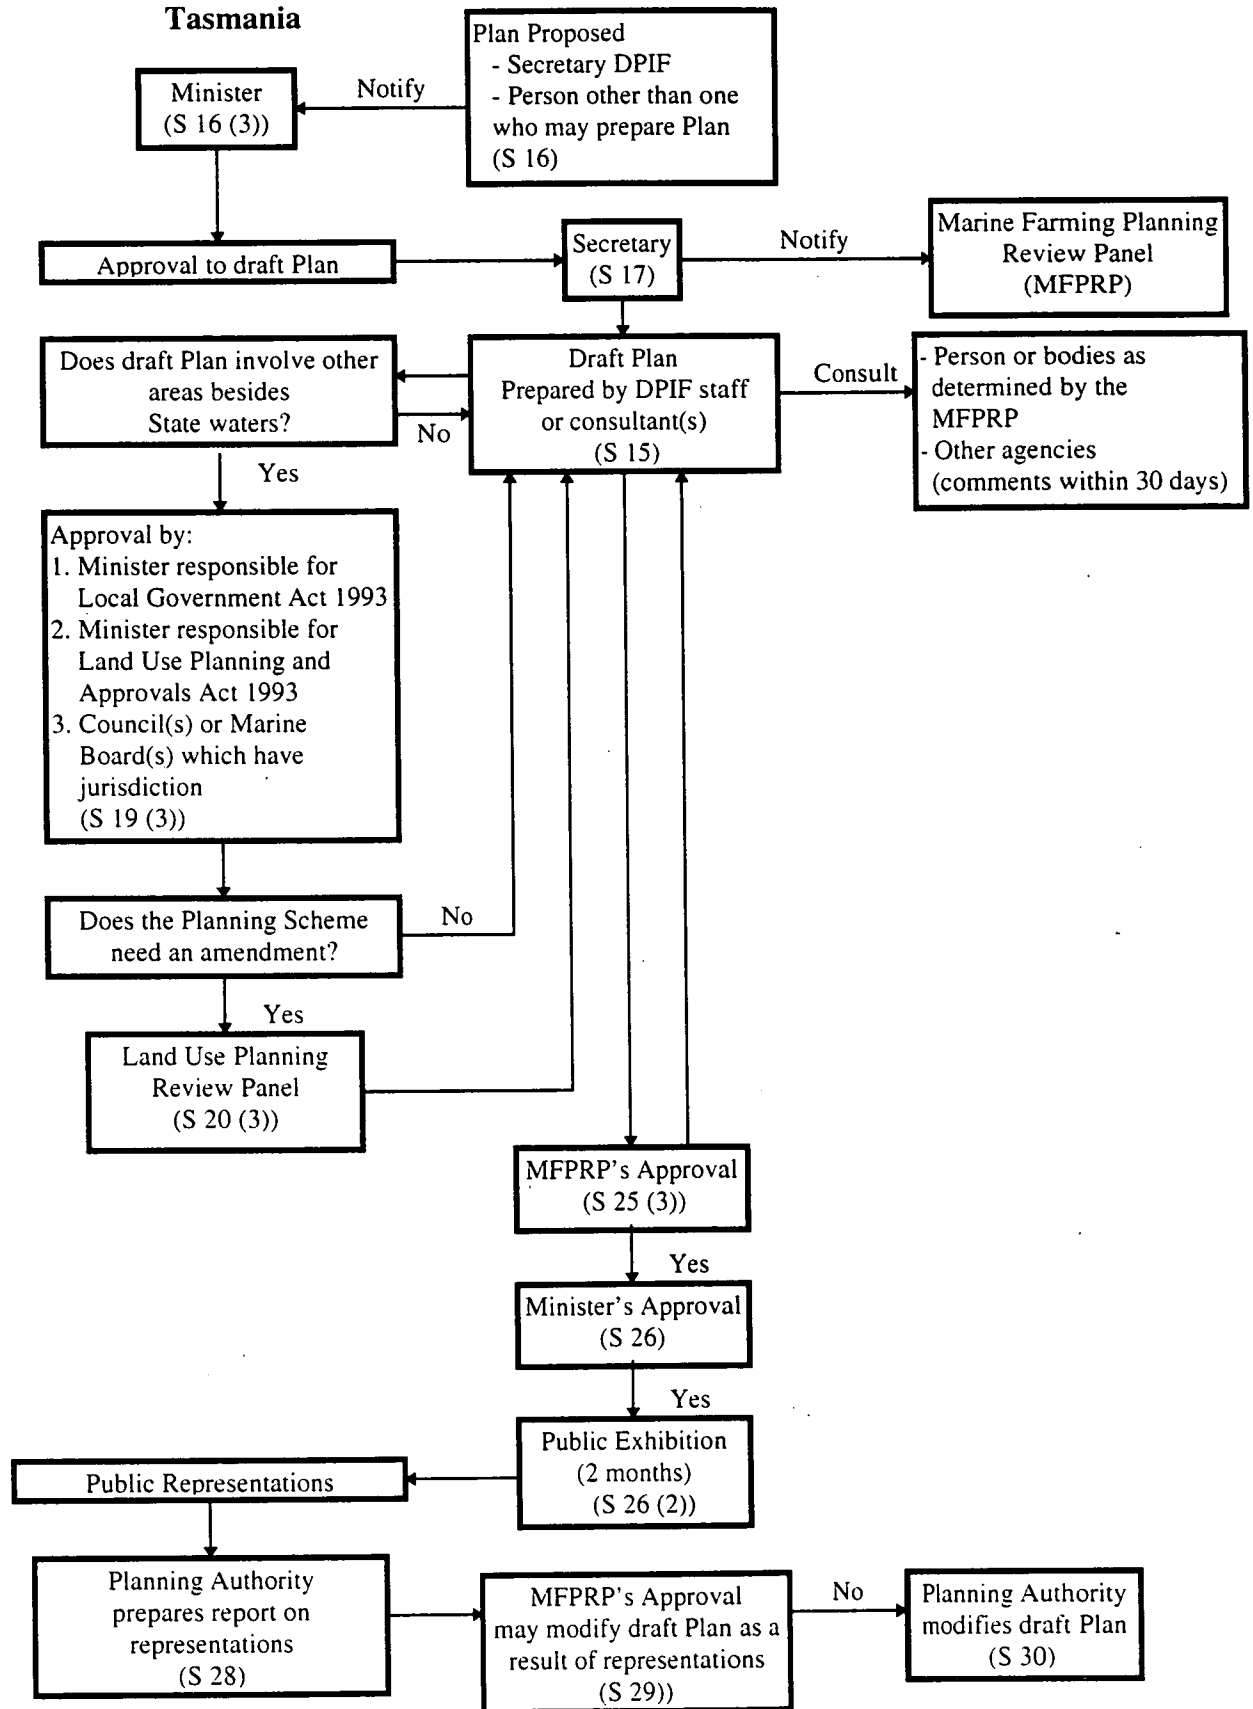 Tasmania
Plan Proposed
- Secretary DPIF
- Person other than one
who may prepare Plan
(S 16)
Notify
Minister
(S 16 (3))
Approval to draft Plan
Secretary
(S 17)
Notify
Marine Farming Planning
Review Panel
(MFPRP)
Does draft Plan involve other
areas besides
State waters?
No
Yes
Draft Plan
Prepared by DPIF staff
or consultant(s)
(S 15)
Consult
- Person or bodies as
determined by the
MFPRP
- Other agencies
(comments within 30 days)
Approval by:
1. Minister responsible for
Local Government Act 1993
2. Minister responsible for
Land Use Planning and
Approvals Act 1993
3. Council(s) or Marine
Board(s) which have
jurisdiction
(S 19 (3))
Does the Planning Scheme
need an amendment?
No
Yes
Land Use Planning
Review Panel
(S 20 (3))
MFPRP's Approval
(S 25 (3))
Yes
Minister's Approval
(S 26)
Yes
Public Exhibition
(2 months)
(S 26 (2))
Public Representations
Planning Authority
prepares report on
representations
(S 28)
MFPRP's Approval
may modify draft Plan as a
result of representations
(S 29))
No
Planning Authority
modifies draft Plan
(S 30)